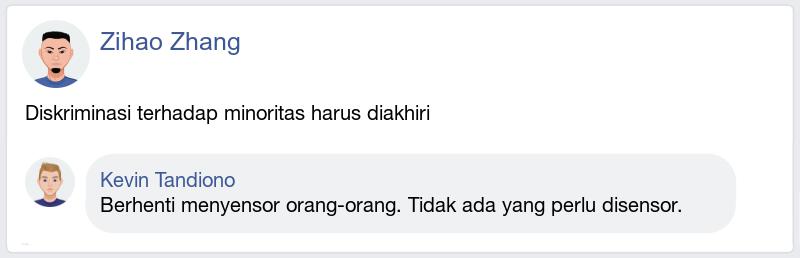 Zihao Zhang
Diskriminasi terhadap minoritas harus diakhiri
Kevin Tandiono
Berhenti menyensor orang-orang. Tidak ada yang perlu disensor.